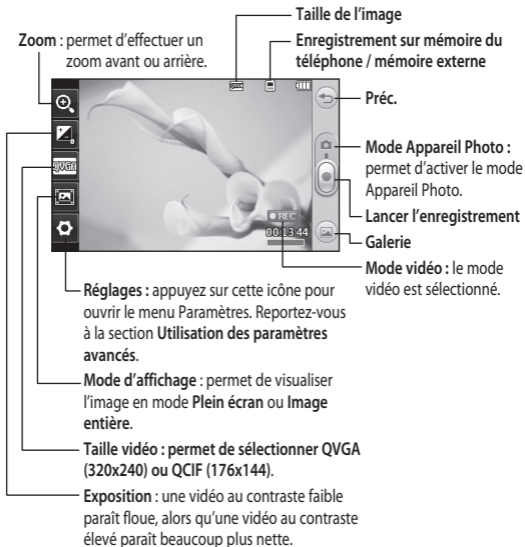 Taille de l'image
Enregistrement sur mémoire du
téléphone / mémoire externe
Zoom : permet d'effectuer un
zoom avant ou arrière.
Préc.
Mode Appareil Photo :
permet d'activer le mode
Appareil Photo.
Lancer l'enregistrement
Galerie
Mode vidéo : le mode
vidéo est sélectionné.
QVGA
REC
00:13:44
Réglages : appuyez sur cette icône pour
ouvrir le menu Paramètres. Reportez-vous
à la section Utilisation des paramètres
avancés.
Mode d'affichage : permet de visualiser
l'image en mode Plein écran ou Image
entière.
Taille vidéo : permet de sélectionner QVGA
(320x240) ou QCIF (176x144).
Exposition : une vidéo au contraste faible
paraît floue, alors qu'une vidéo au contraste
élevé paraît beaucoup plus nette.